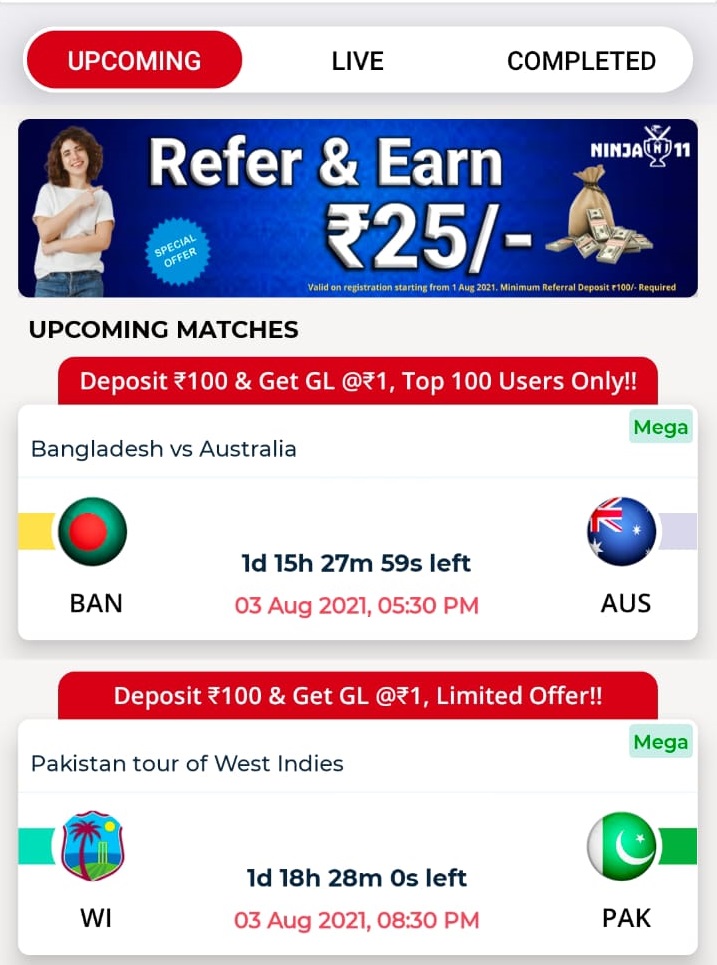 UPCOMING LIVE COMPLETED
Refer & Earn
NINJA N 11
₹25/-
SPECIAL
OFFER
Valid on registration starting from 1 Aug 2021. Minimum Referral Deposit ₹100/- Required
UPCOMING MATCHES
Deposit ₹100 & Get GL @₹1, Top 100 Users Only!!
Mega
Bangladesh vs Australia
1d 15h 27m 59s left
BAN 03 Aug 2021, 05:30 PM AUS
Deposit ₹100 & Get GL @₹1, Limited Offer!!
Mega
Pakistan tour of West Indies
1d 18h 28m 0s left
WI 03 Aug 2021, 08:30 PM PAK